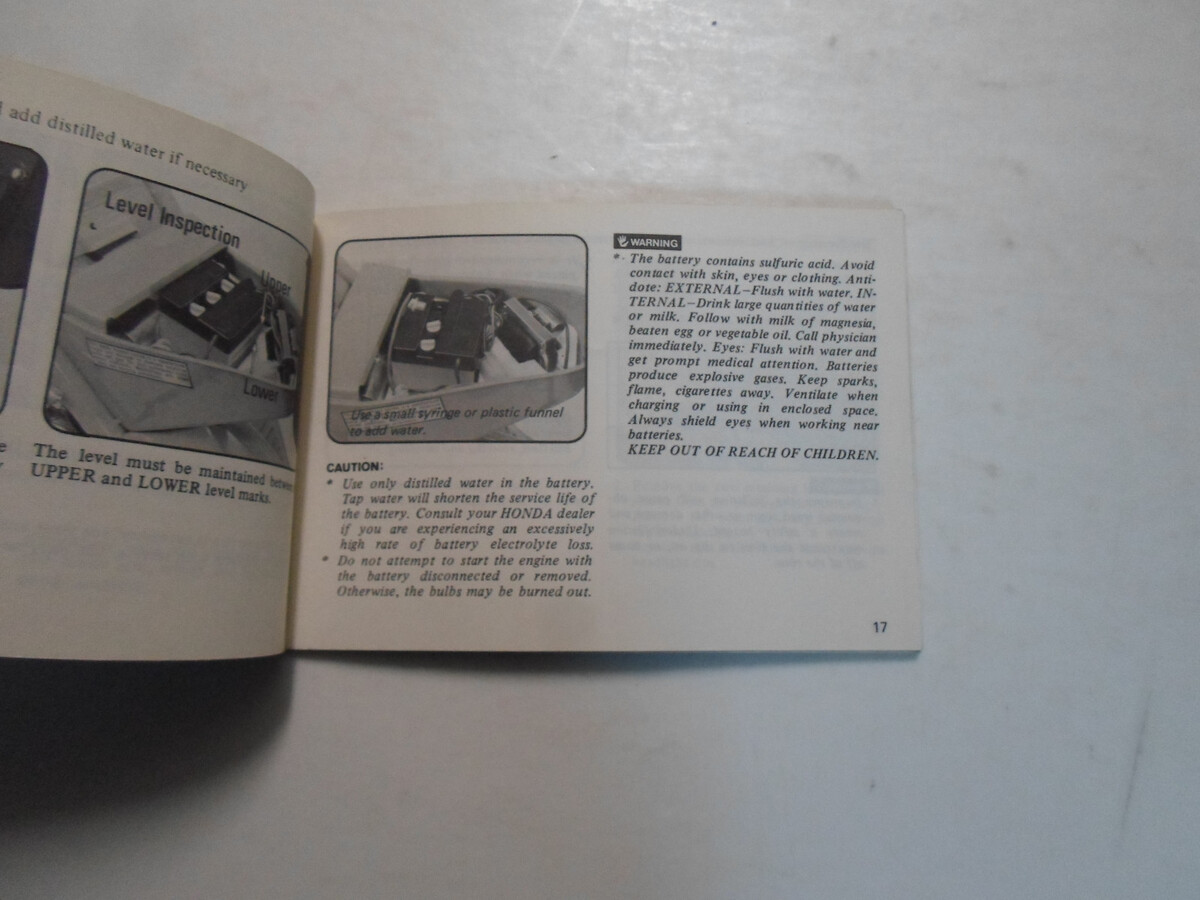 add distilled water if necessary
Level Inspection
Upper
Lower
The level must be maintained between
UPPER and LOWER level marks.
Use a small syringe or plastic funnel
to add water.
CAUTION:
* Use only distilled water in the battery.
Tap water will shorten the service life of
the battery. Consult your HONDA dealer
if you are experiencing an excessively
high rate of battery electrolyte loss.
* Do not attempt to start the engine with
the battery disconnected or removed.
Otherwise, the bulbs may be burned out.
WARNING
* The battery contains sulfuric acid. Avoid
contact with skin, eyes or clothing. Anti-
dote: EXTERNAL–Flush with water. IN-
TERNAL–Drink large quantities of water
or milk. Follow with milk of magnesia,
beaten egg or vegetable oil. Call physician
immediately. Eyes: Flush with water and
get prompt medical attention. Batteries
produce explosive gases. Keep sparks,
flame, cigarettes away. Ventilate when
charging or using in enclosed space.
Always shield eyes when working near
batteries.
KEEP OUT OF REACH OF CHILDREN.
17